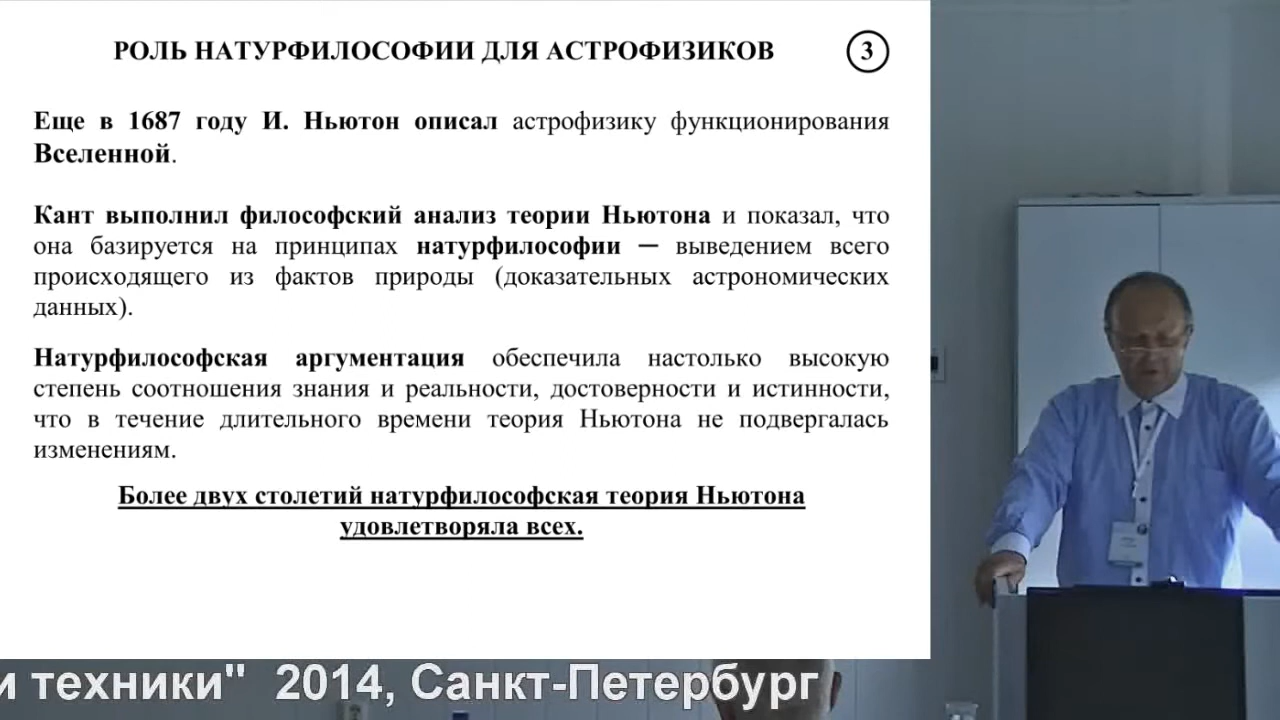 РОЛЬ НАТУРФИЛОСОФИИ ДЛЯ АСТРОФИЗИКОВ
3
Еще в 1687 году И. Ньютон описал астрофизику функционирования
Вселенной.
Кант выполнил философский анализ теории Ньютона и показал, что
она базируется на принципах натурфилософии — выведением всего
происходящего из фактов природы (доказательных астрономических
данных).
Натурфилософская аргументация обеспечила настолько высокую
степень соотношения знания и реальности, достоверности и истинности,
что в течение длительного времени теория Ньютона не подвергалась
изменениям.
Более двух столетий натурфилософская теория Ньютона
удовлетворяла всех.
и техники" 2014, Санкт-Петербург